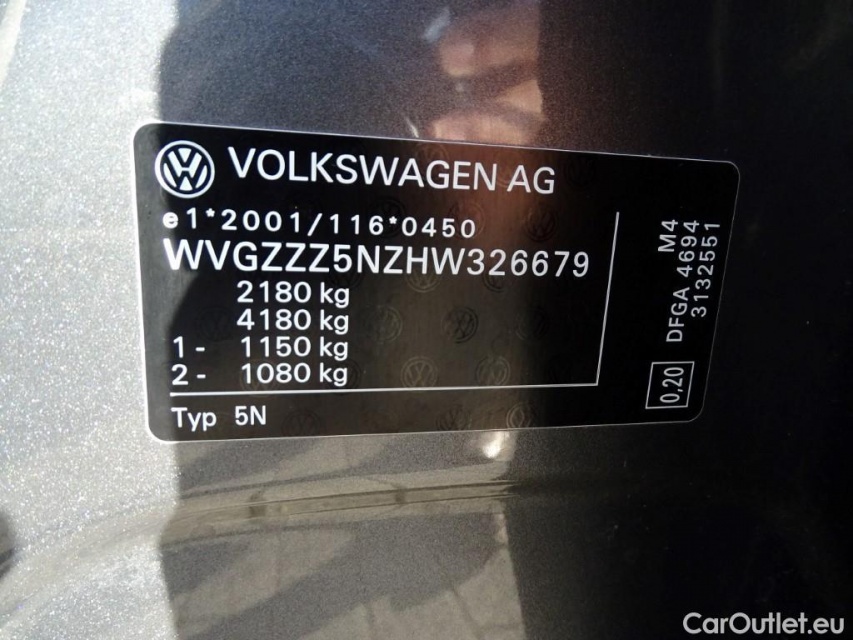 VOLKSWAGEN AG
e1*2001/116*0450
WVGZZZ5NZHW326679
2180 kg
4180 kg
1- 1150 kg
2- 1080 kg
Typ 5N
M4
DFGA 4694
3132551
0,20
CarOutlet.eu